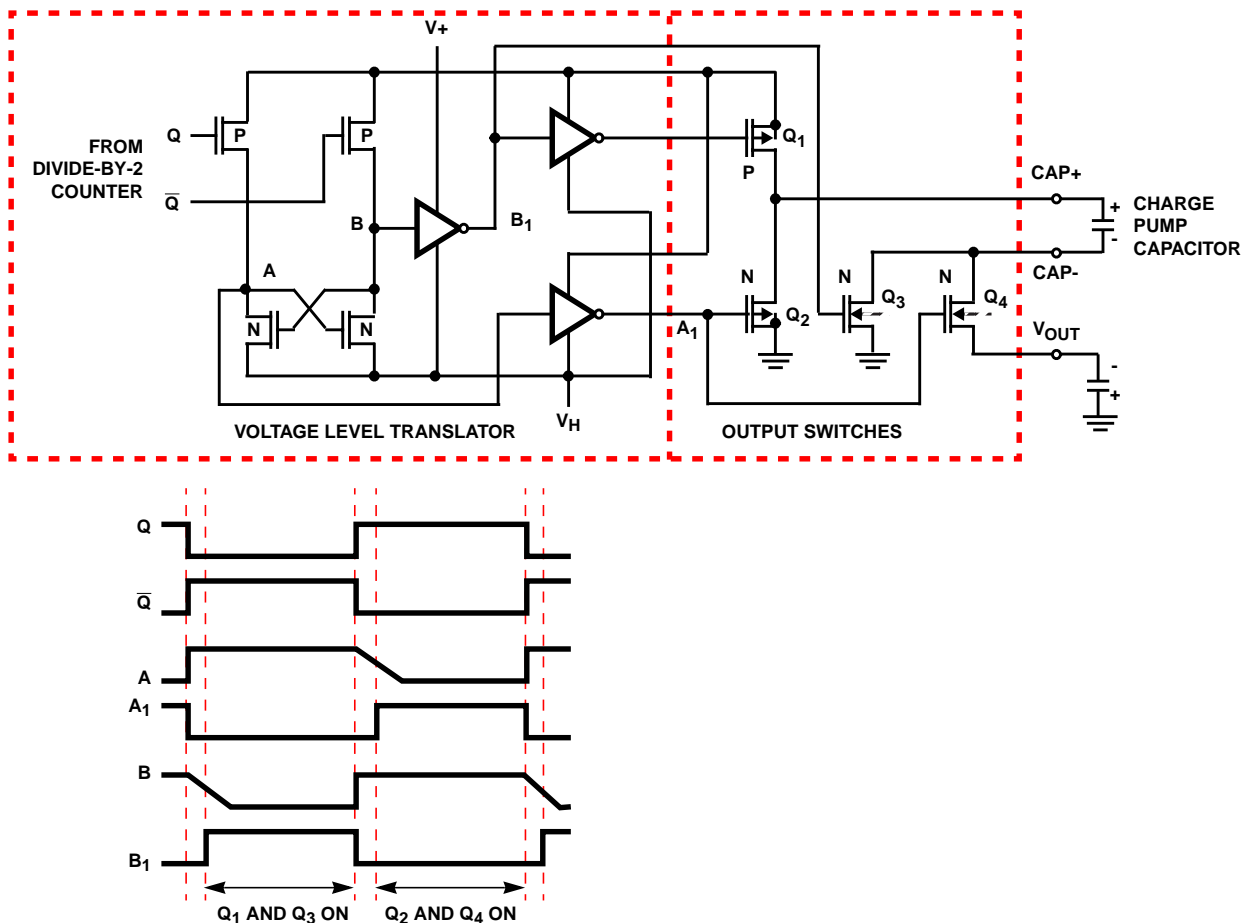 V+
Q
P
P
Q1
P
FROM
DIVIDE-BY-2
COUNTER
Q̅
CAP+
+
-
CHARGE
PUMP
CAPACITOR
B
B1
CAP-
A
N
N
N
N
N
Q2
Q3
Q4
A1
VOUT
-
+
VH
VOLTAGE LEVEL TRANSLATOR
OUTPUT SWITCHES
Q
Q̅
A
A1
B
B1
Q1 AND Q3 ON
Q2 AND Q4 ON